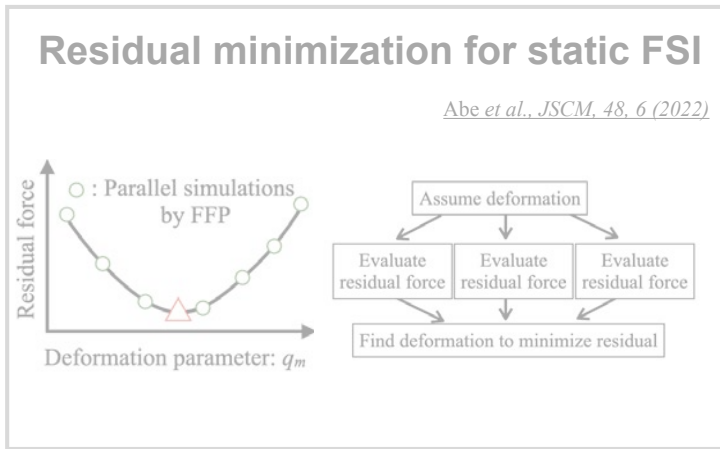 Residual minimization for static FSI
Abe et al., JSCM, 48, 6 (2022)
Residual force
○ : Parallel simulations
by FFP
Deformation parameter: qm
Assume deformation
Evaluate
residual force
Evaluate
residual force
Evaluate
residual force
Find deformation to minimize residual